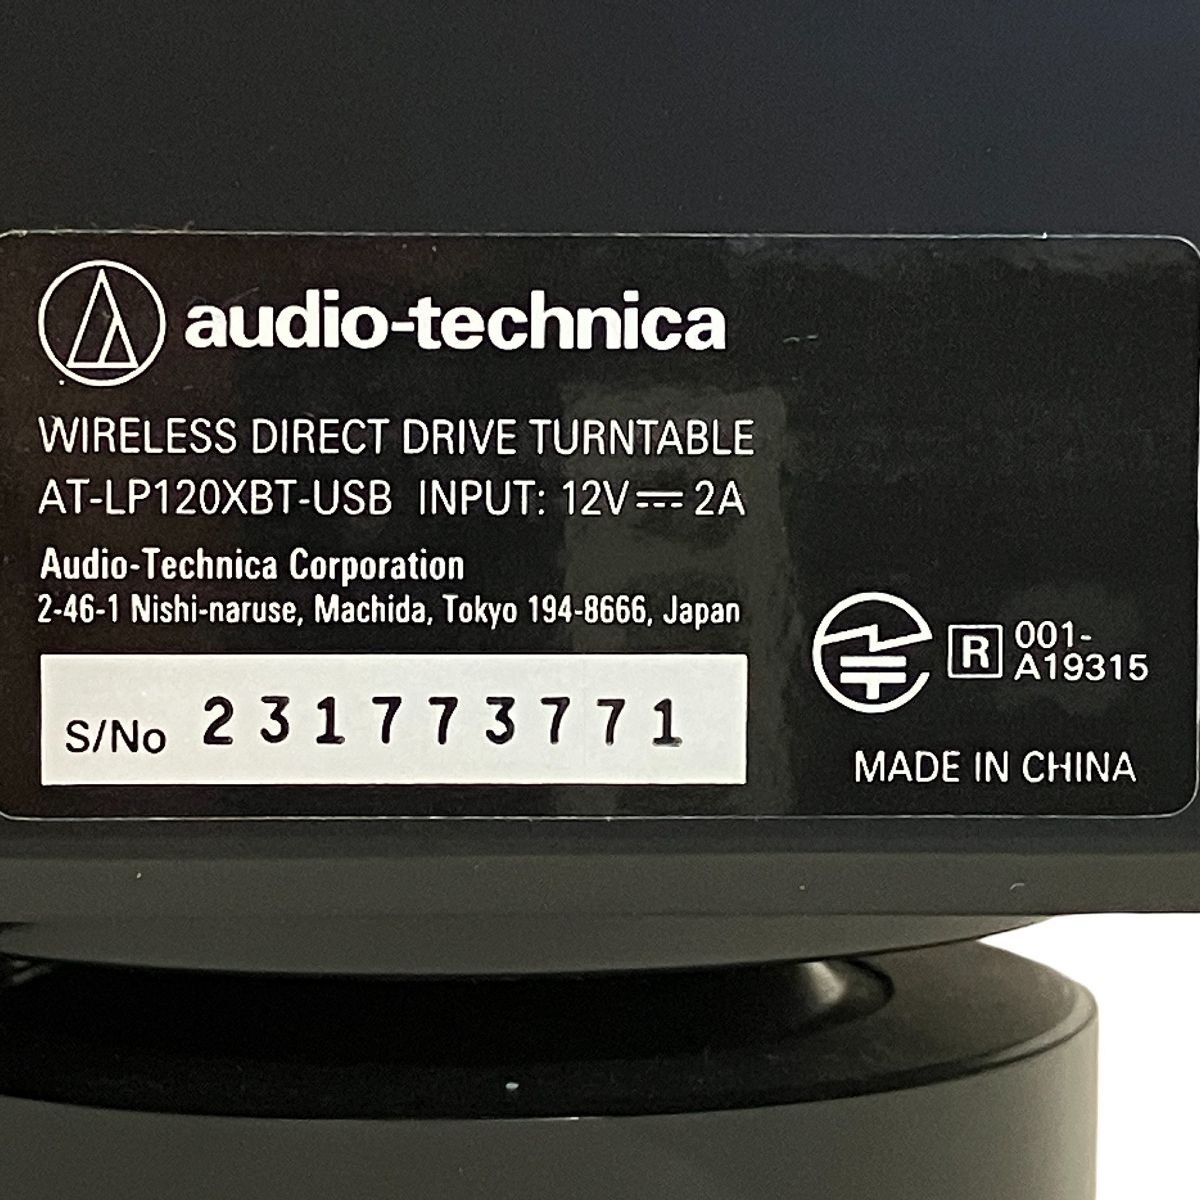 audio-technica
WIRELESS DIRECT DRIVE TURNTABLE
AT-LP120XBT-USB INPUT: 12V⎓2A
Audio-Technica Corporation
2-46-1 Nishi-naruse, Machida, Tokyo 194-8666, Japan
S/No 231773771
R 001-
A19315
MADE IN CHINA